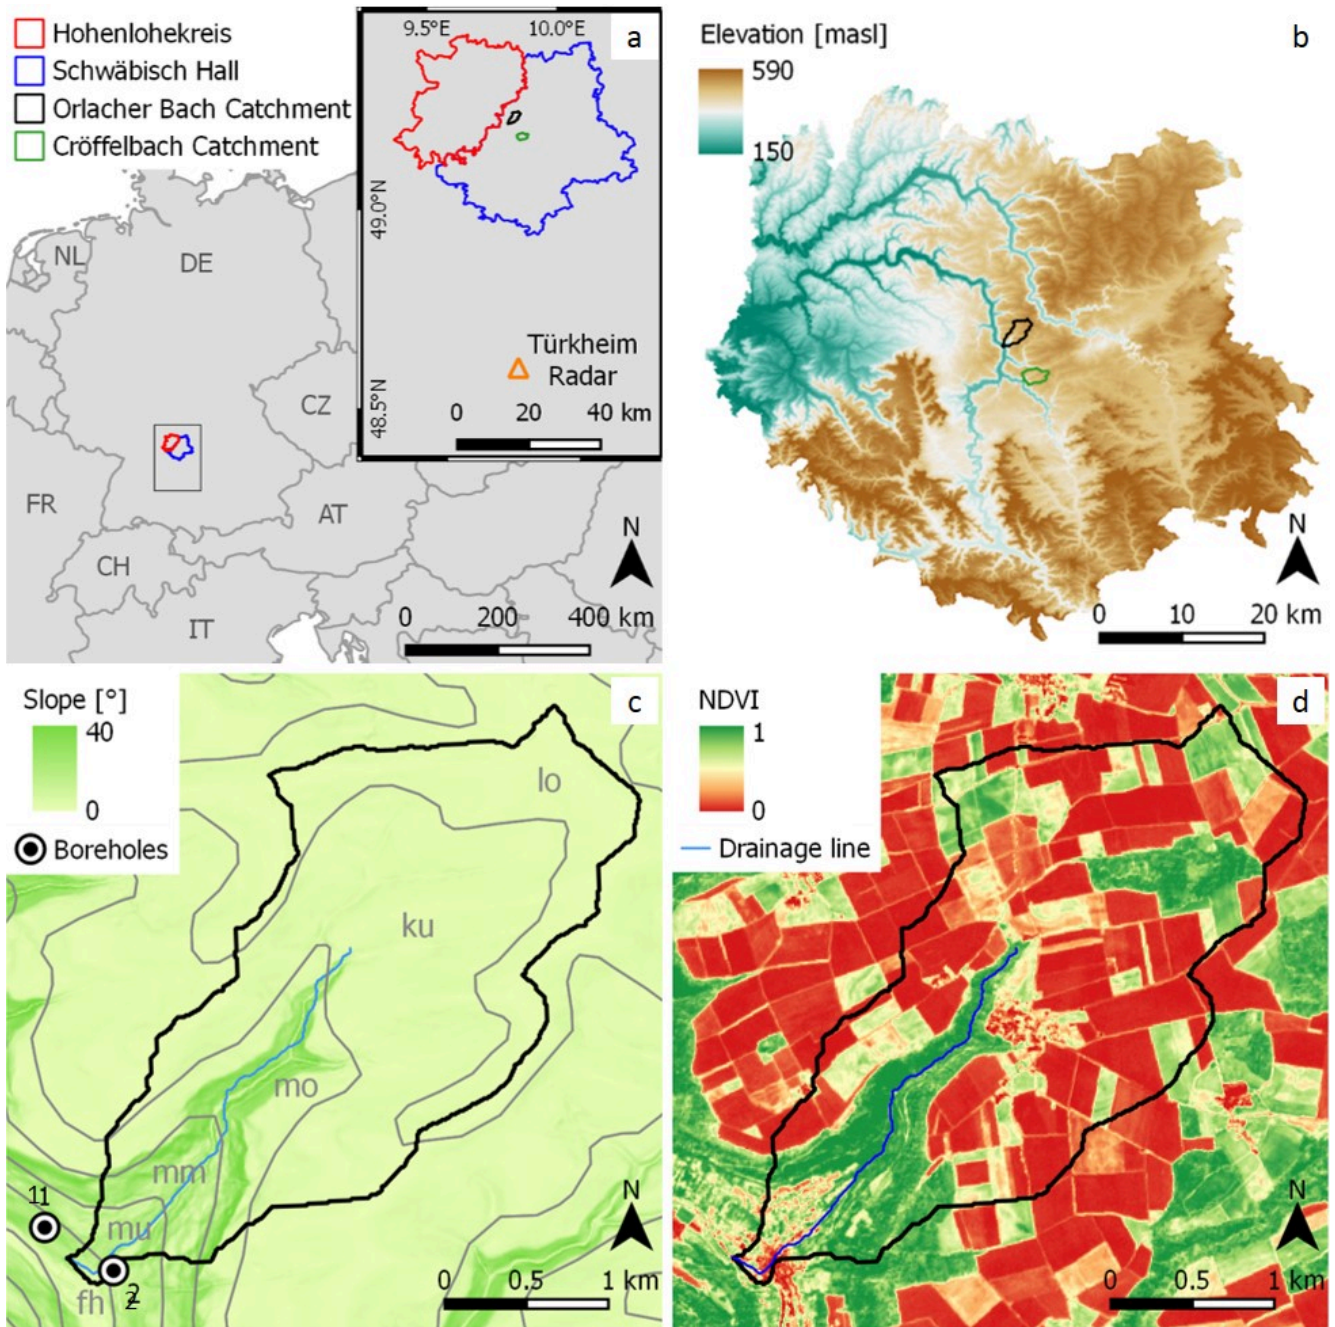 Hohenlohekreis
Schwäbisch Hall
Orlacher Bach Catchment
Cröffelbach Catchment
9.5°E
10.0°E
a
49.0°N
48.5°N
Türkheim
Radar
0
20
40 km
NL
DE
CZ
FR
AT
CH
IT
N
0
200
400 km
Elevation [masl]
590
150
b
N
0
10
20 km
Slope [°]
40
0
Boreholes
c
lo
ku
mo
mm
mu
fh
11
2
N
0
0.5
1 km
NDVI
1
0
Drainage line
d
N
0
0.5
1 km